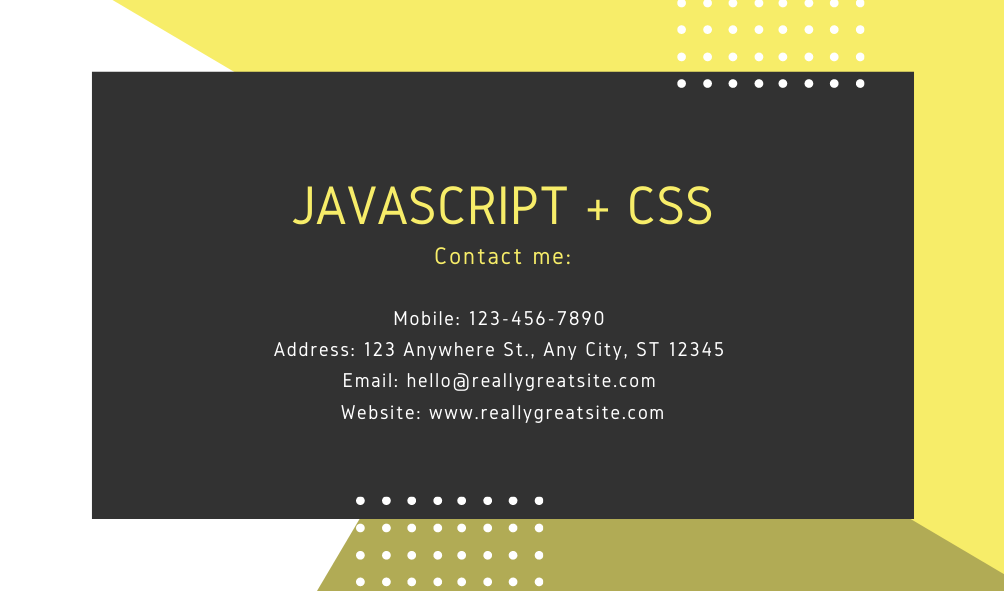 JAVASCRIPT + CSS
Contact me:
Mobile: 123-456-7890
Address: 123 Anywhere St., Any City, ST 12345
Email: hello@reallygreatsite.com
Website: www.reallygreatsite.com